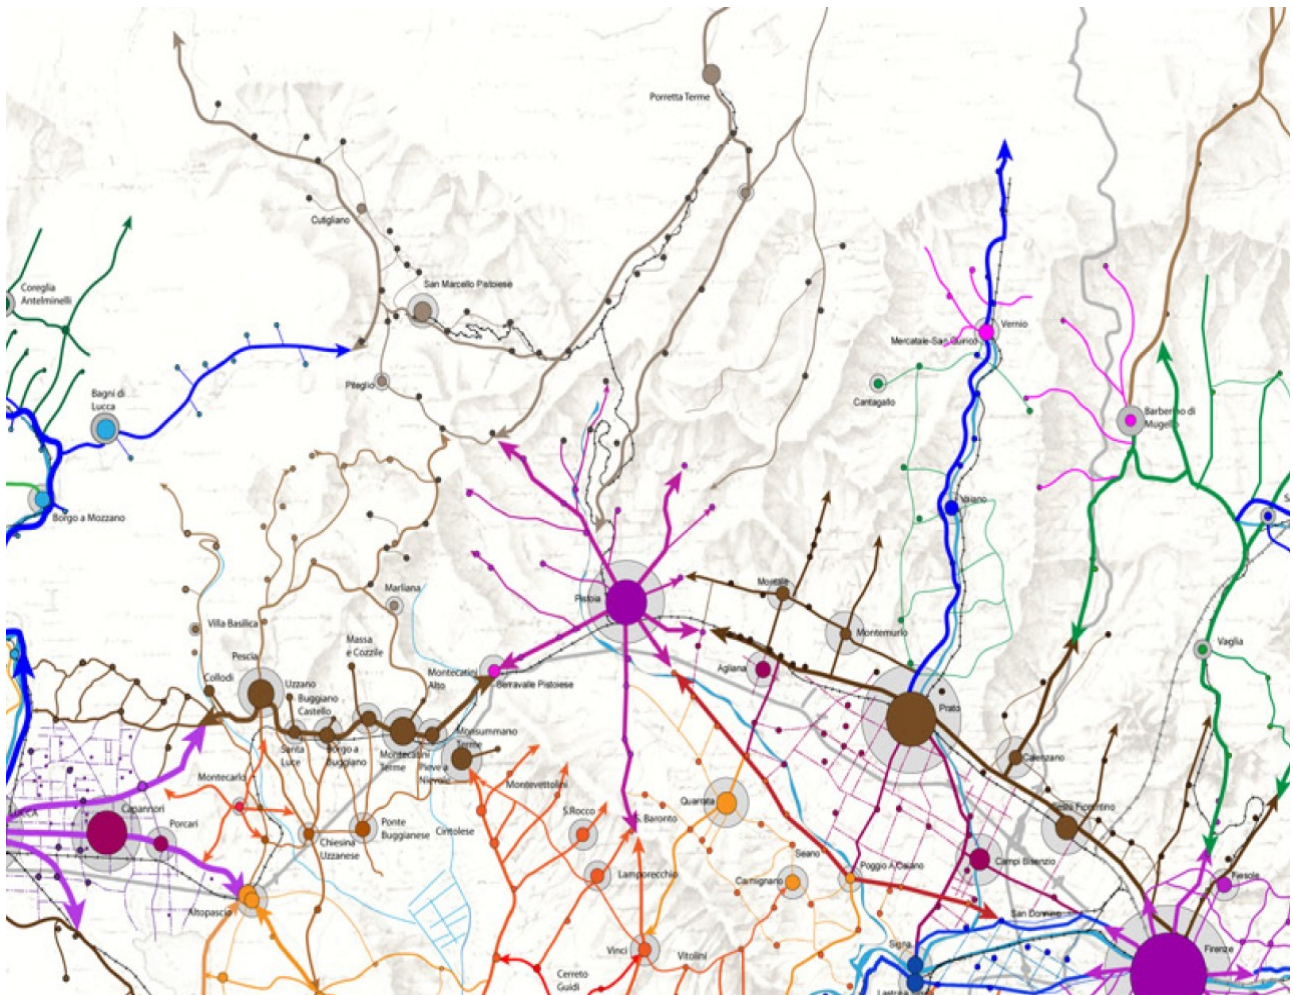 Porretta Terme
Cutigliano
San Marcello Pistoiese
Coreglia
Antelminelli
Vernio
Mercatale-San Quirico
Piteglio
Cantagallo
Bagni di
Lucca
Barberino di
Mugello
Vaiano
Borgo a Mozzano
Montale
Marliana
Pistoia
Villa Basilica
Montemurlo
Massa
e Cozzile
Vaglia
Pescia
Agliana
Montecatini
Alto
Serravalle Pistoiese
Collodi
Uzzano
Buggiano
Castello
Prato
Monsummano
Terme
Santa
Luce
Borgo a
Buggiano
Montecatini
Terme
Pieve a
Nievole
Calenzano
Montecarlo
Montevettolini
Quarrata
Sesto Fiorentino
Capannori
LUCCA
Porcari
S.Rocco
S. Baronto
Ponte
Buggianese
Cintolese
Chiesina
Uzzanese
Seano
Poggio A Caiano
Campi Bisenzio
Lamporecchio
Carmignano
Fiesole
Altopascio
San Donnino
Vinci
Vitolini
Signa
Firenze
Cerreto
Guidi
Lastra a